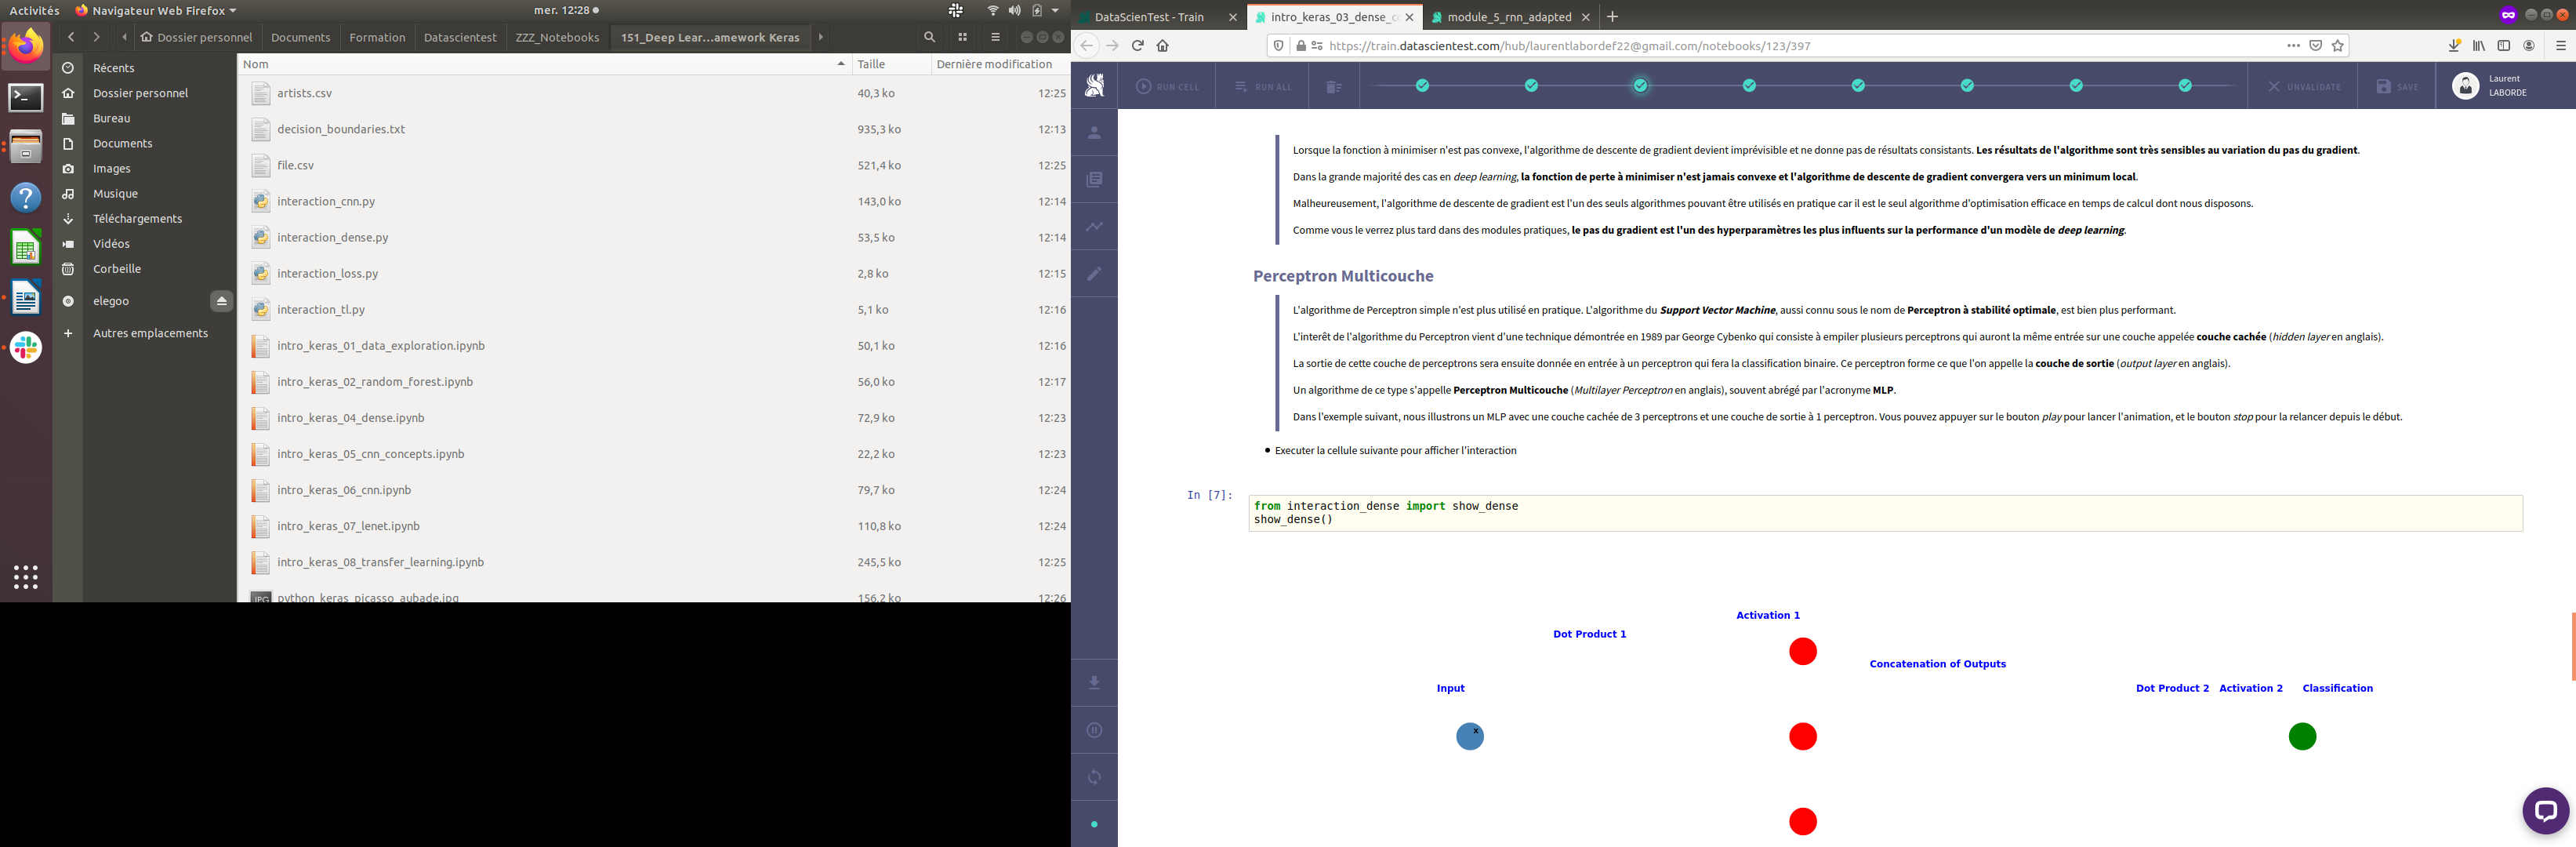 Activités
Navigateur Web Firefox
mer. 12:28
Dossier personnel
Documents
Formation
Datascientest
ZZZ_Notebooks
151_Deep Lear...amework Keras
Récents
Dossier personnel
Bureau
Documents
Images
Musique
Téléchargements
Vidéos
Corbeille
elegoo
Autres emplacements
Nom Taille Dernière modification
artists.csv 40,3 ko 12:25
decision_boundaries.txt 935,3 ko 12:13
file.csv 521,4 ko 12:25
interaction_cnn.py 143,0 ko 12:14
interaction_dense.py 53,5 ko 12:14
interaction_loss.py 2,8 ko 12:15
interaction_tl.py 5,1 ko 12:16
intro_keras_01_data_exploration.ipynb 50,1 ko 12:16
intro_keras_02_random_forest.ipynb 56,0 ko 12:17
intro_keras_04_dense.ipynb 72,9 ko 12:23
intro_keras_05_cnn_concepts.ipynb 22,2 ko 12:23
intro_keras_06_cnn.ipynb 79,7 ko 12:24
intro_keras_07_lenet.ipynb 110,8 ko 12:24
intro_keras_08_transfer_learning.ipynb 245,5 ko 12:25
python_keras_picasso_aubade.jpg 156,2 ko 12:26
DataScienTest - Train
intro_keras_03_dense_c
module_5_rnn_adapted
https://train.datascientest.com/hub/laurentlabordef22@gmail.com/notebooks/123/397
RUN CELL
RUN ALL
UNVALIDATE
SAVE
Laurent
LABORDE
Lorsque la fonction à minimiser n'est pas convexe, l'algorithme de descente de gradient devient imprévisible et ne donne pas de résultats consistants. Les résultats de l'algorithme sont très sensibles au variation du pas du gradient.
Dans la grande majorité des cas en deep learning, la fonction de perte à minimiser n'est jamais convexe et l'algorithme de descente de gradient convergera vers un minimum local.
Malheureusement, l'algorithme de descente de gradient est l'un des seuls algorithmes pouvant être utilisés en pratique car il est le seul algorithme d'optimisation efficace en temps de calcul dont nous disposons.
Comme vous le verrez plus tard dans des modules pratiques, le pas du gradient est l'un des hyperparamètres les plus influents sur la performance d'un modèle de deep learning.
Perceptron Multicouche
L'algorithme de Perceptron simple n'est plus utilisé en pratique. L'algorithme du Support Vector Machine, aussi connu sous le nom de Perceptron à stabilité optimale, est bien plus performant.
L'interêt de l'algorithme du Perceptron vient d'une technique démontrée en 1989 par George Cybenko qui consiste à empiler plusieurs perceptrons qui auront la même entrée sur une couche appelée couche cachée (hidden layer en anglais).
La sortie de cette couche de perceptrons sera ensuite donnée en entrée à un perceptron qui fera la classification binaire. Ce perceptron forme ce que l'on appelle la couche de sortie (output layer en anglais).
Un algorithme de ce type s'appelle Perceptron Multicouche (Multilayer Perceptron en anglais), souvent abrégé par l'acronyme MLP.
Dans l'exemple suivant, nous illustrons un MLP avec une couche cachée de 3 perceptrons et une couche de sortie à 1 perceptron. Vous pouvez appuyer sur le bouton play pour lancer l'animation, et le bouton stop pour la relancer depuis le début.
Executer la cellule suivante pour afficher l'interaction
In [7]:
from interaction_dense import show_dense
show_dense()
Activation 1
Dot Product 1
Concatenation of Outputs
Input
Dot Product 2 Activation 2 Classification
x